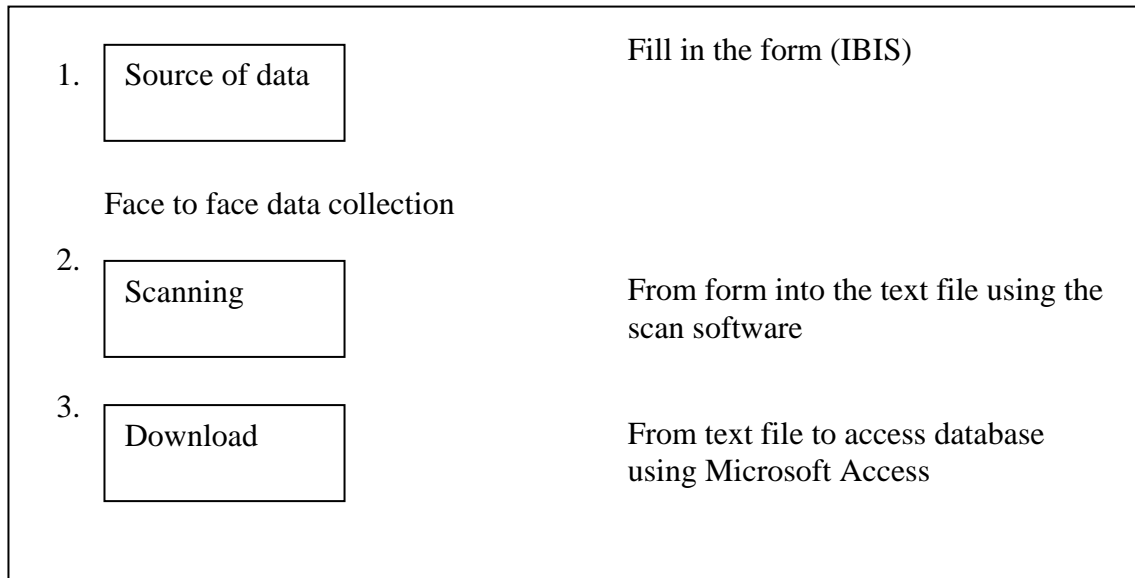 1.
Source of data
Fill in the form (IBIS)
Face to face data collection
2.
Scanning
From form into the text file using the
scan software
3.
Download
From text file to access database
using Microsoft Access